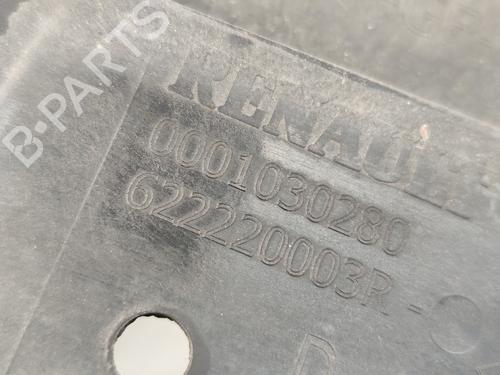 B-PARTS
RENAULT
0001030280
622220003R -
D